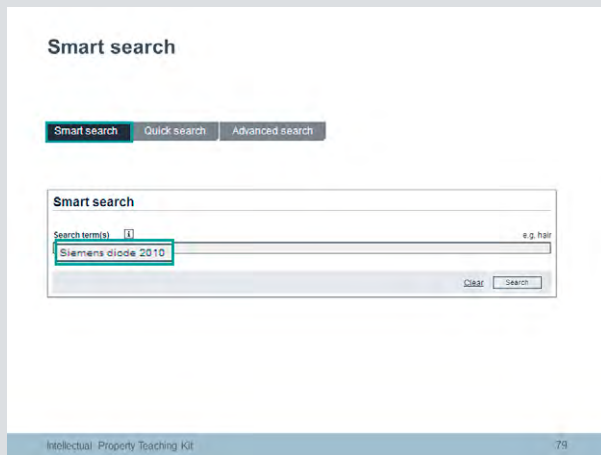 Smart search
Smart search Quick search Advanced search
Smart search
Search term(s) i e.g. hair
Siemens diode 2010
Clear Search
Intellectual Property Teaching Kit 79